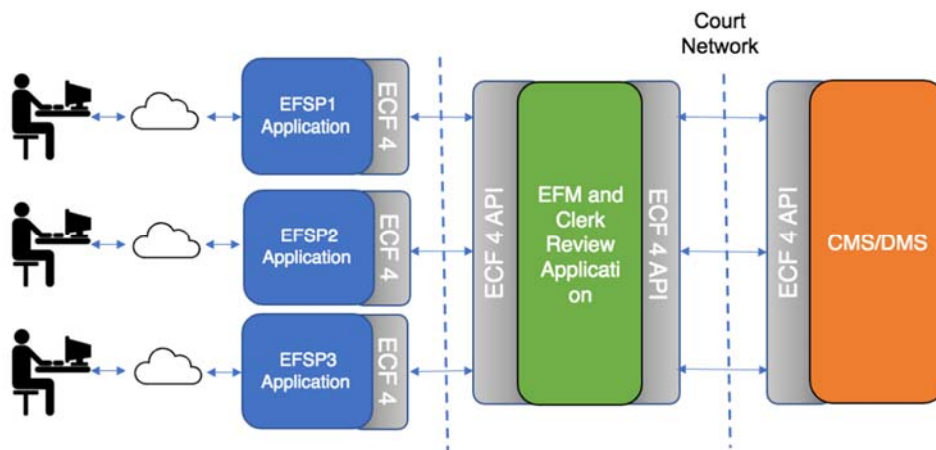 Court
Network
EFSP1
Application
ECF 4
EFSP2
Application
ECF 4
EFSP3
Application
ECF 4
ECF 4 API
EFM and
Clerk
Review
Applicati
on
ECF 4 API
ECF 4 API
CMS/DMS